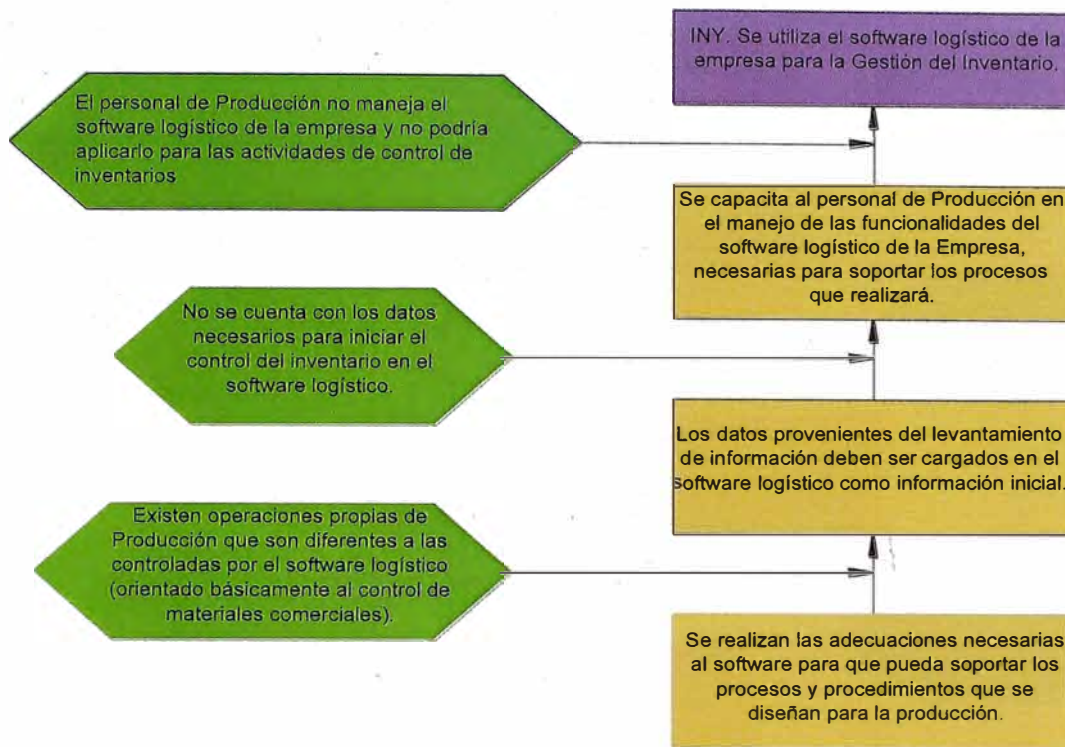 INY. Se utiliza el software logístico de la
empresa para la Gestión del Inventario.
El personal de Producción no maneja el
software logístico de la empresa y no podría
aplicarlo para las actividades de control de
inventarios
Se capacita al personal de Producción en
el manejo de las funcionalidades del
software logístico de la Empresa,
necesarias para soportar los procesos
que realizará.
No se cuenta con los datos
necesarios para iniciar el
control del inventario en el
software logístico.
Los datos provenientes del levantamiento
de información deben ser cargados en el
software logístico como información inicial.
Existen operaciones propias de
Producción que son diferentes a las
controladas por el software logístico
(orientado básicamente al control de
materiales comerciales).
Se realizan las adecuaciones necesarias
al software para que pueda soportar los
procesos y procedimientos que se
diseñan para la producción.